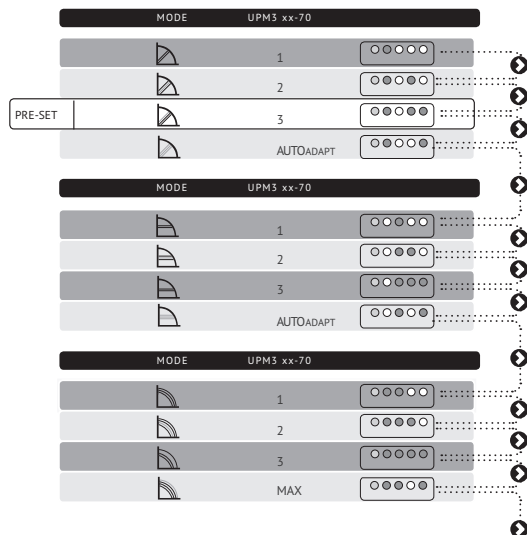 MODE UPM3 xx-70
1
2
PRE-SET 3
AUTOADAPT
MODE UPM3 xx-70
1
2
3
AUTOADAPT
MODE UPM3 xx-70
1
2
3
MAX